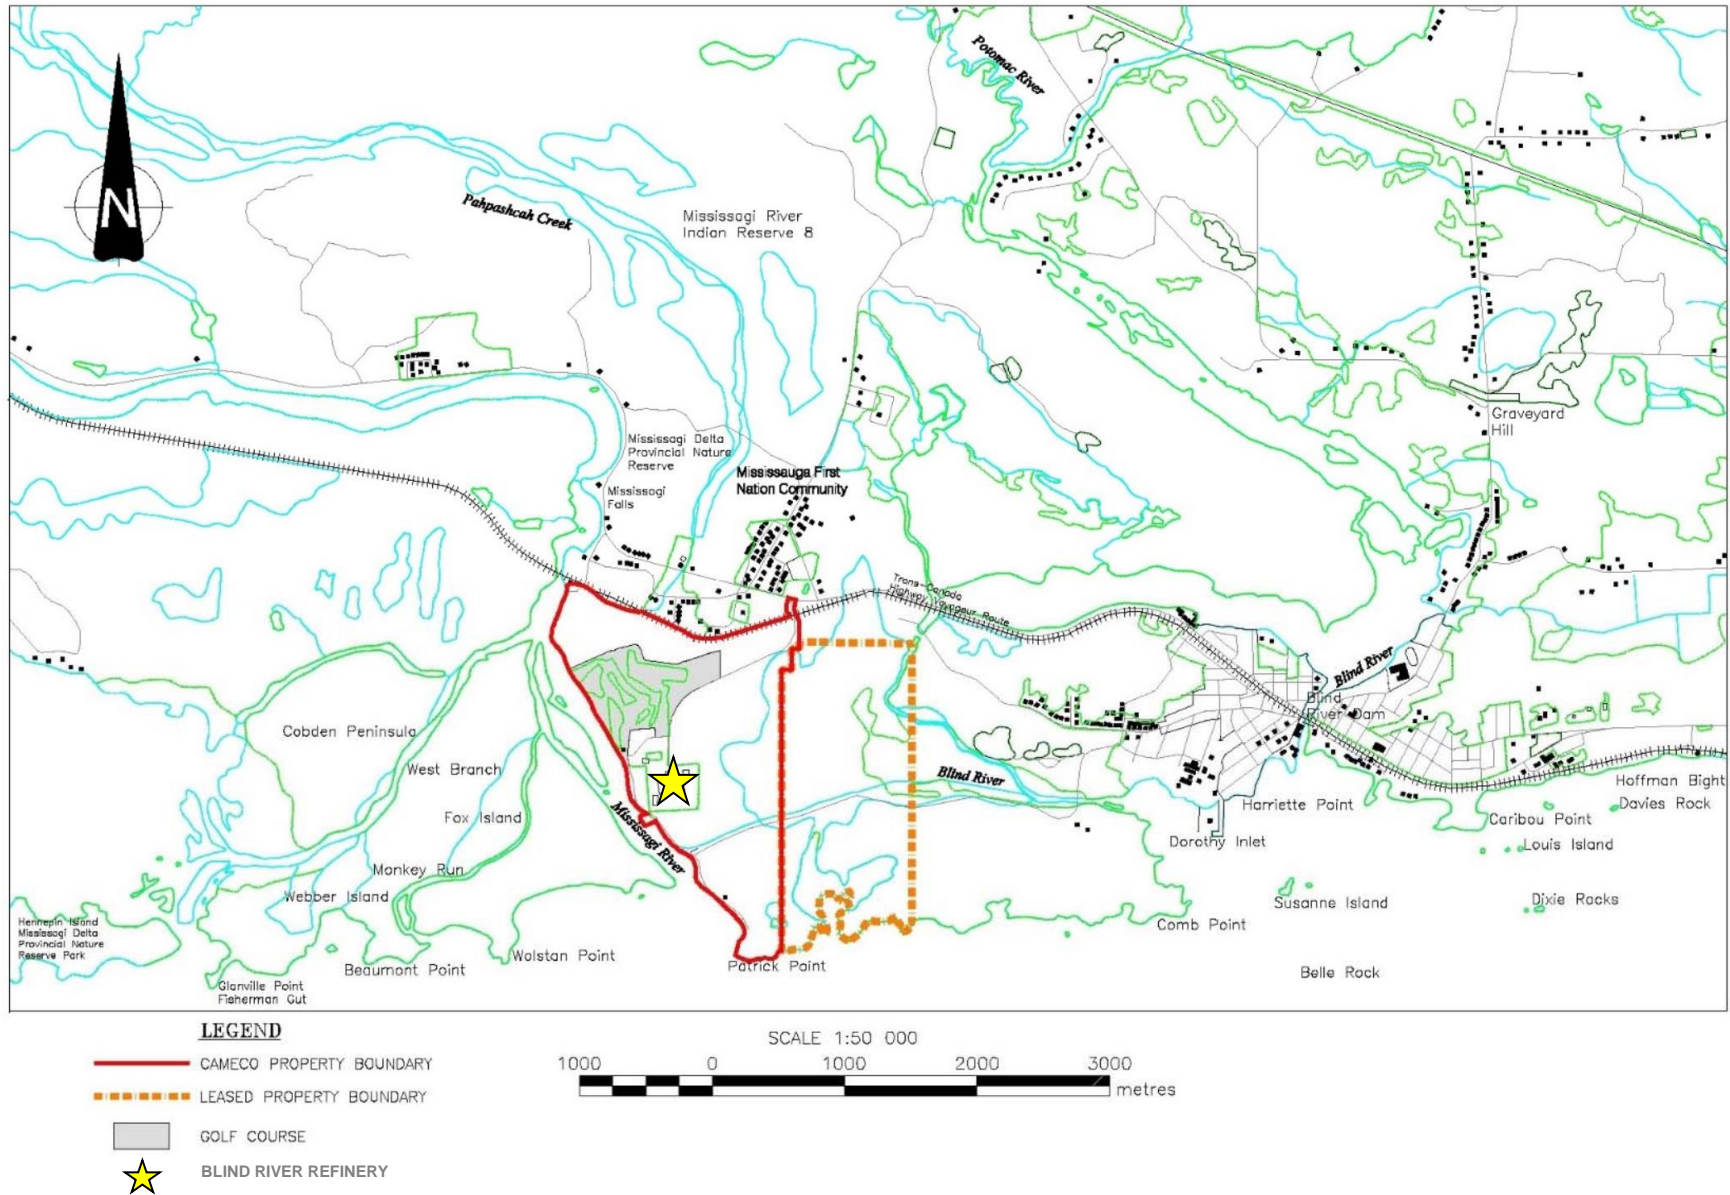 Potomac River
N
Pahpashcah Creek
Mississagi River
Indian Reserve 8
Graveyard
Hill
Mississagi Delta
Provincial Nature
Reserve
Mississauga First
Nation Community
Mississagi
Falls
Trans-Canada
Highway Voyageur Route
Blind River
Blind
River Dam
Cobden Peninsula
West Branch
Blind River
Hoffman Bight
Harriette Point
Davies Rock
Fox Island
Mississagi River
Caribou Point
Dorothy Inlet
Louis Island
Monkey Run
Webber Island
Susanne Island
Dixie Rocks
Hennepin Island
Mississagi Delta
Provincial Nature
Reserve Park
Comb Point
Wolstan Point
Beaumont Point
Patrick Point
Belle Rock
Glanville Point
Fisherman Gut
LEGEND
CAMECO PROPERTY BOUNDARY
LEASED PROPERTY BOUNDARY
GOLF COURSE
BLIND RIVER REFINERY
SCALE 1:50 000
1000 0 1000 2000 3000
metres